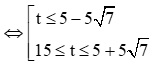 ⇔ [ t ≤ 5 − 5√7
15 ≤ t ≤ 5 + 5√7